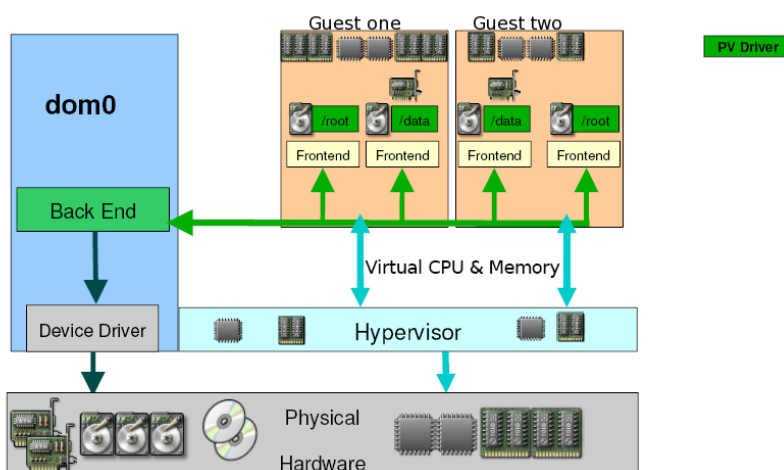 Guest one
Guest two
PV Driver
dom0
/root
/data
/data
/root
Frontend
Frontend
Frontend
Frontend
Back End
Virtual CPU & Memory
Device Driver
Hypervisor
Physical
Hardware